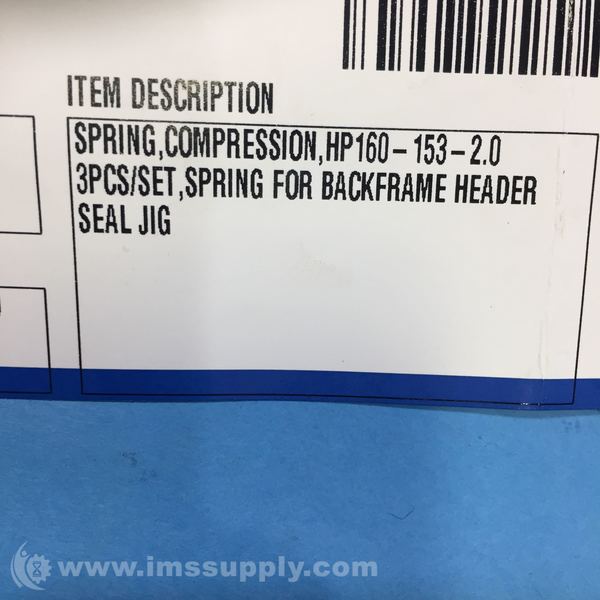 ITEM DESCRIPTION
SPRING,COMPRESSION,HP160-153-2.0
3PCS/SET,SPRING FOR BACKFRAME HEADER
SEAL JIG
www.imssupply.com